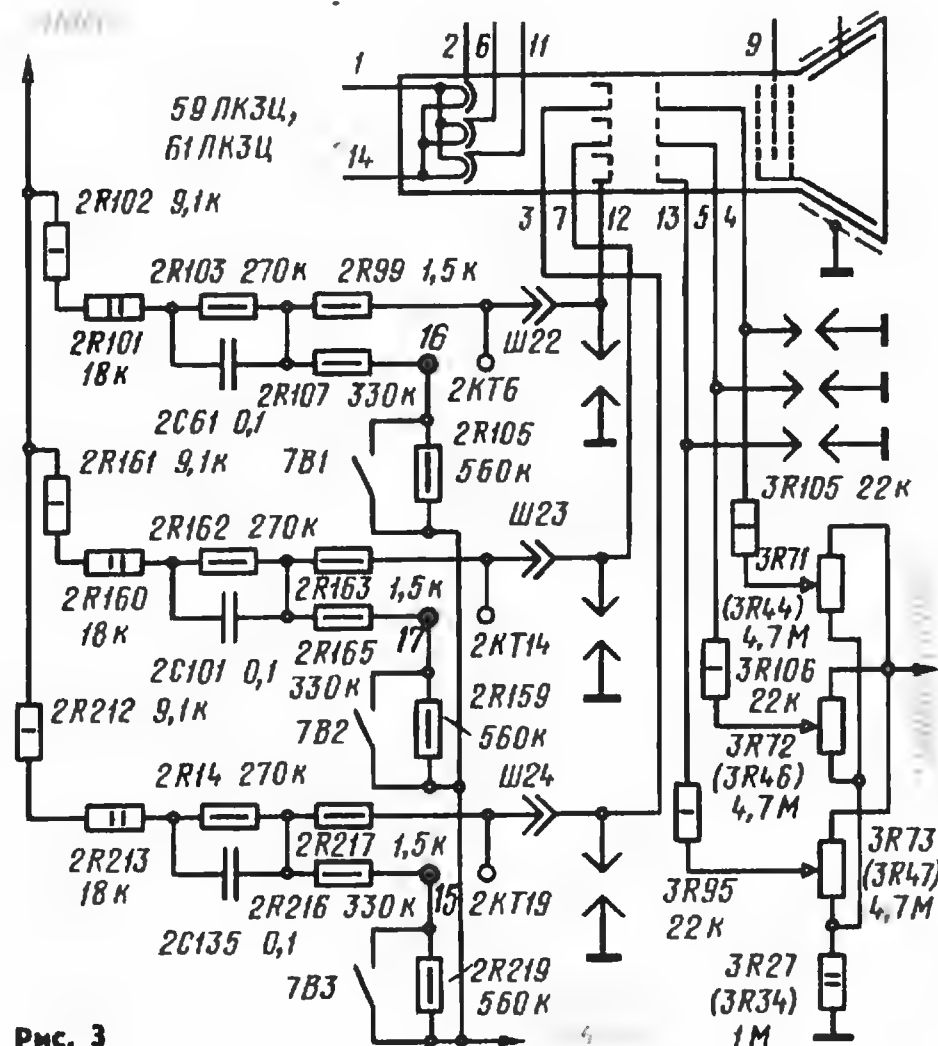 2 6 11
9
1
59ЛКЗЦ,
61ЛКЗЦ
14
2R102 9,1к
3 7 12 13 5 4
2R103 270к 2R99 1,5к
2R101
18к
16
Ш22
2R107 330к
2КТ6
2С61 0,1
2R161 9,1к
7В1
2R106
560к
3R105 22к
2R162 270к
Ш23
3R71
(3R44)
4,7М
2R160
18к
2R163 1,5к
17
2R165
330к
2КТ14
2С101 0,1
3R106
22к
2R212 9,1к
7В2
2R159
560к
3R72
(3R46)
4,7М
2R14 270к
Ш24
2R213
18к
2R217 1,5к
3R73
(3R47)
4,7М
2R216 330к
15
2КТ19
3R95
22к
2С135 0,1
7В3
2R219
560к
3R27
(3R34)
1М
Рис. 3